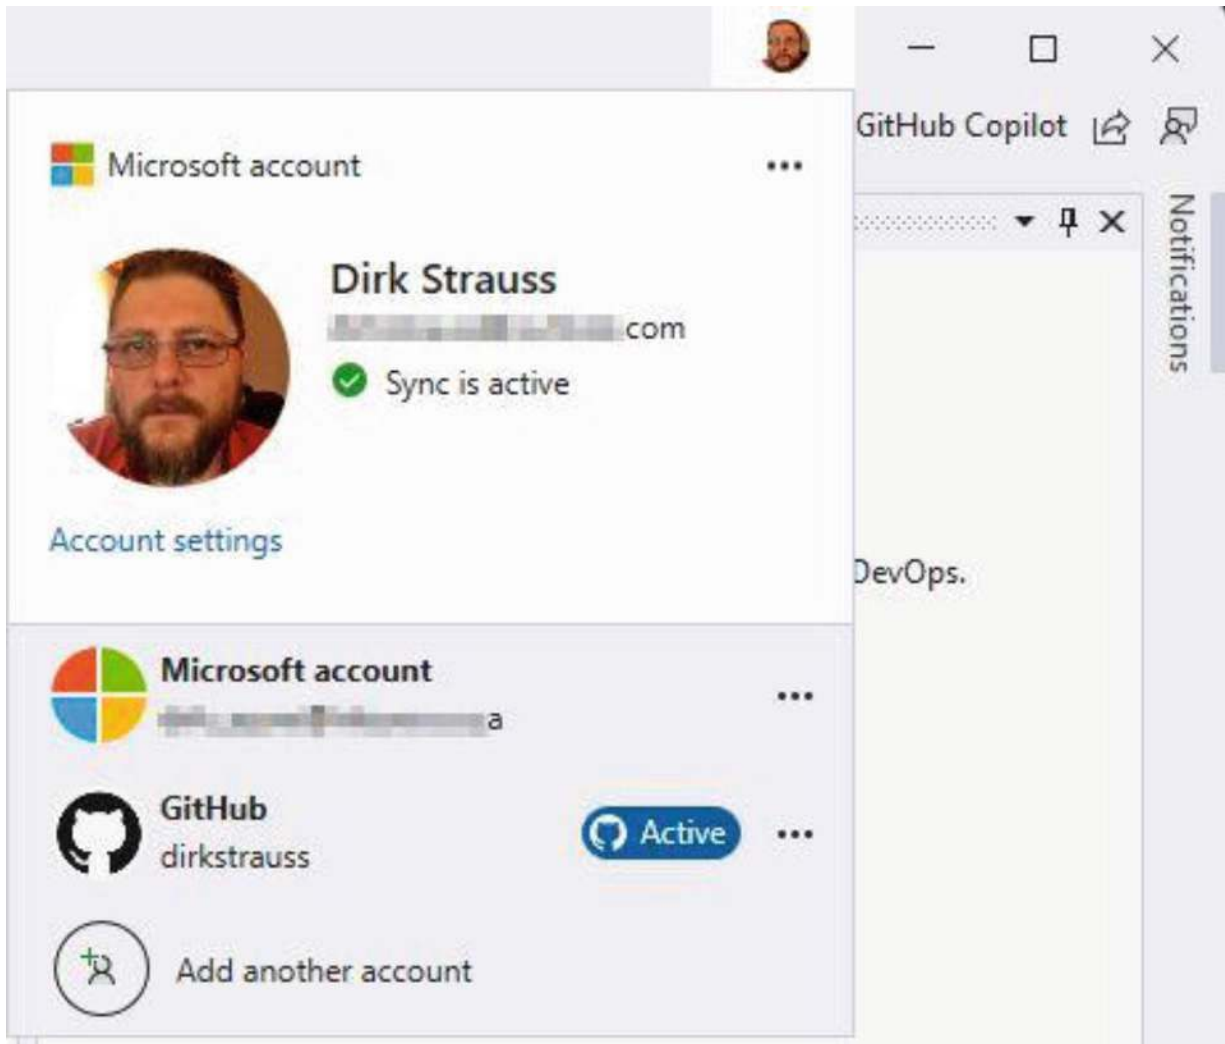 GitHub Copilot
Microsoft account
Dirk Strauss
com
Sync is active
Account settings
Notifications
DevOps.
Microsoft account
a
GitHub
dirkstrauss
Active
Add another account